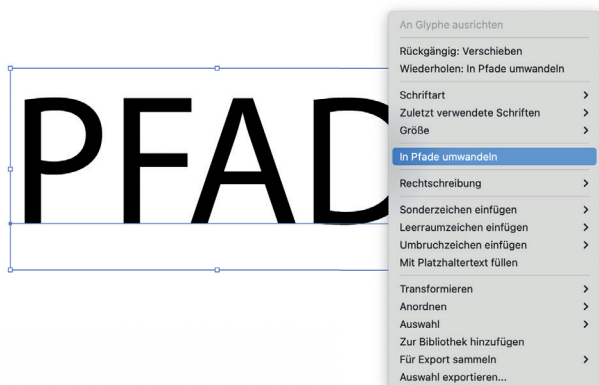 PFAD
An Glyphe ausrichten
Rückgängig: Verschieben
Wiederholen: In Pfade umwandeln
Schriftart
Zuletzt verwendete Schriften
Größe
In Pfade umwandeln
Rechtschreibung
Sonderzeichen einfügen
Leerraumzeichen einfügen
Umbruchzeichen einfügen
Mit Platzhaltertext füllen
Transformieren
Anordnen
Auswahl
Zur Bibliothek hinzufügen
Für Export sammeln
Auswahl exportieren...